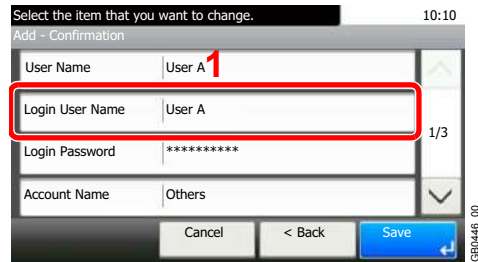 Select the item that you want to change.
10:10
Add - Confirmation
User Name User A
1
Login User Name User A
1/3
Login Password **********
Account Name Others
Cancel < Back Save
GB0446_00